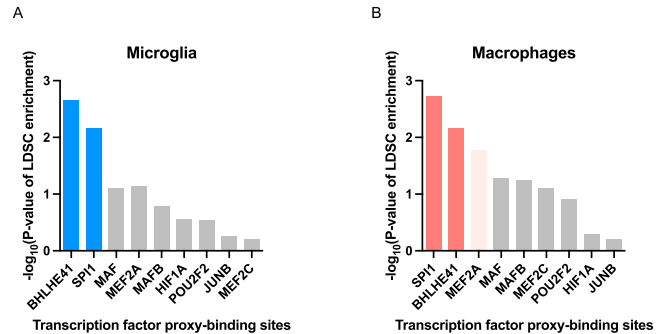 A
Microglia
-log10(P-value of LDSC enrichment)
3
2
1
0
BHLHE41
SPI1
MAF
MEF2A
MAFB
HIF1A
POU2F2
JUNB
MEF2C
Transcription factor proxy-binding sites
B
Macrophages
-log10(P-value of LDSC enrichment)
3
2
1
0
SPI1
BHLHE41
MEF2A
MAF
MAFB
MEF2C
POU2F2
HIF1A
JUNB
Transcription factor proxy-binding sites